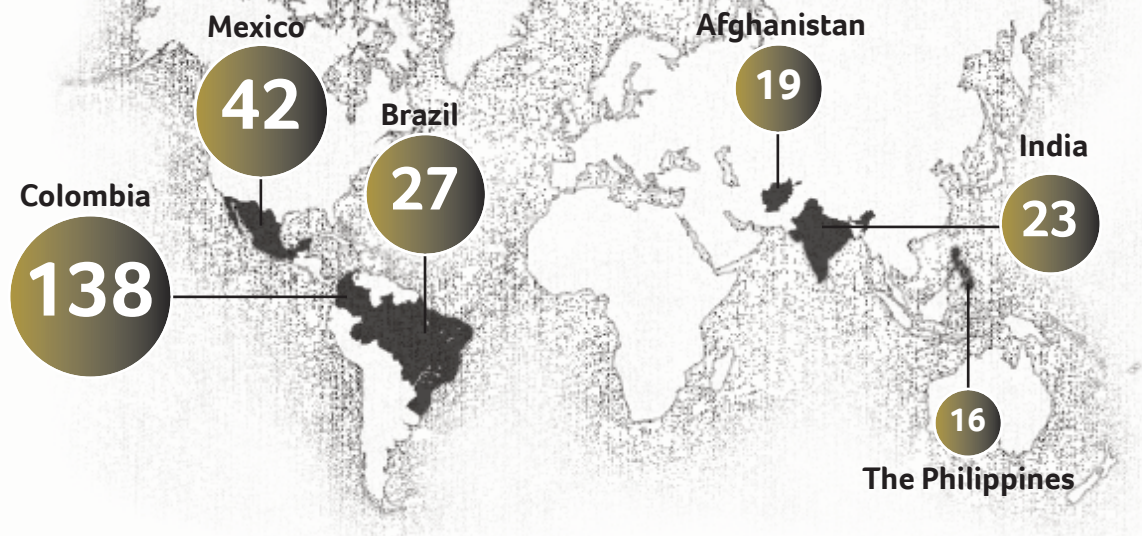 Mexico
42
Afghanistan
19
Brazil
27
India
23
Colombia
138
16
The Philippines